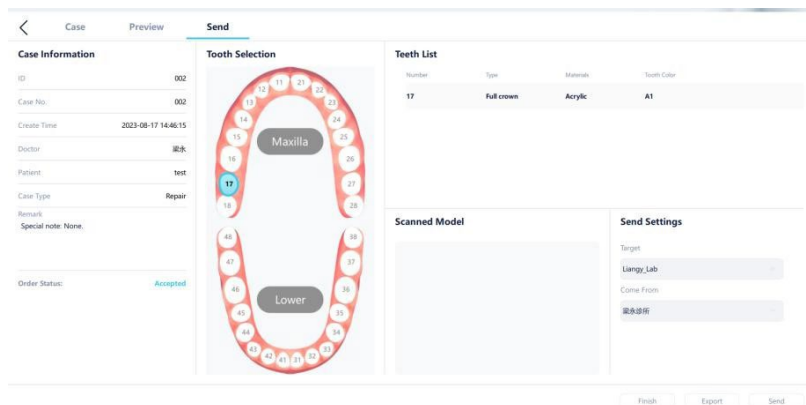 Case Preview Send
Case Information
ID 002
Case No. 002
Create Time 2023-08-17 14:46:15
Doctor 梁永
Patient test
Case Type Repair
Remark
Special note: None.
Order Status: Accepted
Tooth Selection
11 21
12 22
13 23
14 24
15 25
Maxilla
16 26
17 27
18 28
48 38
47 37
46 36
Lower
45 35
44 34
43 33
42 41 31 32
Teeth List
Number Type Materials Tooth Color
17 Full crown Acrylic A1
Scanned Model
Send Settings
Target
Liangy_Lab
Come From
梁永诊所
Finish Export Send